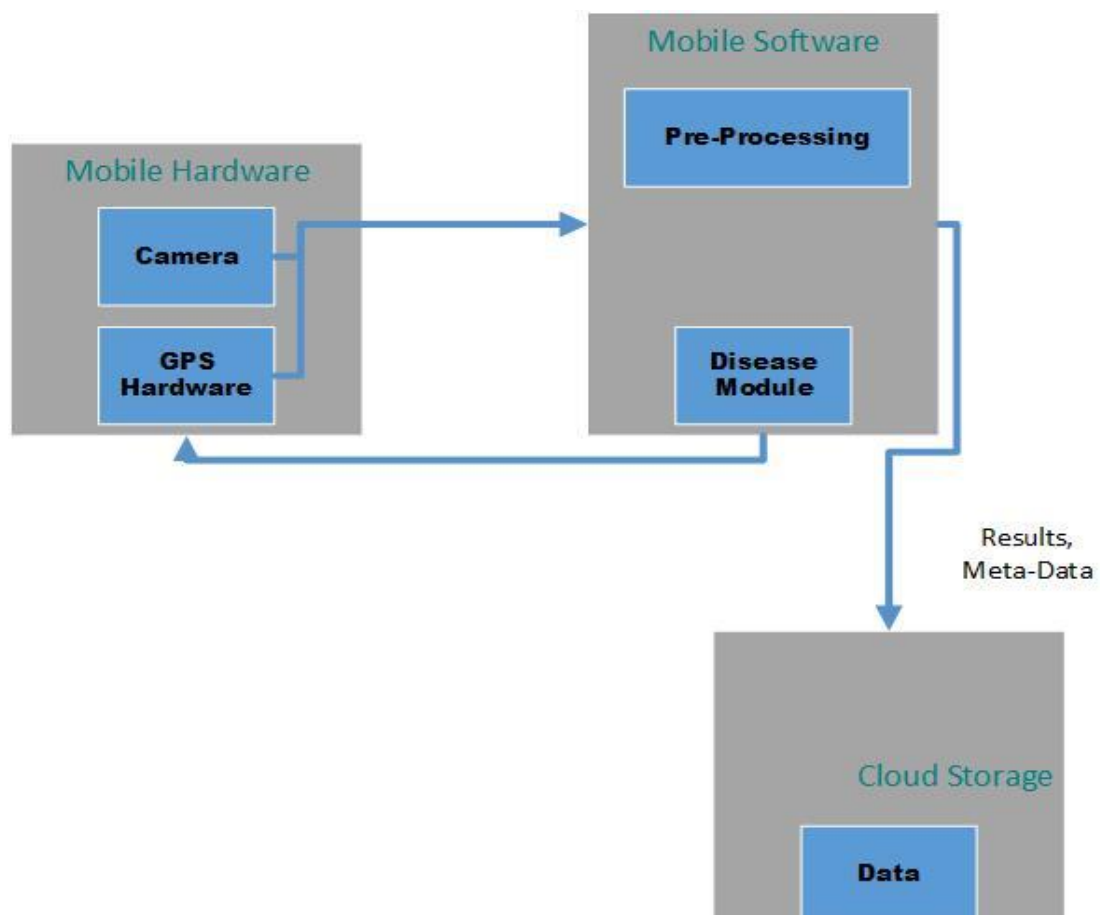 Mobile Software
Pre-Processing
Mobile Hardware
Camera
GPS
Hardware
Disease
Module
Results,
Meta-Data
Cloud Storage
Data